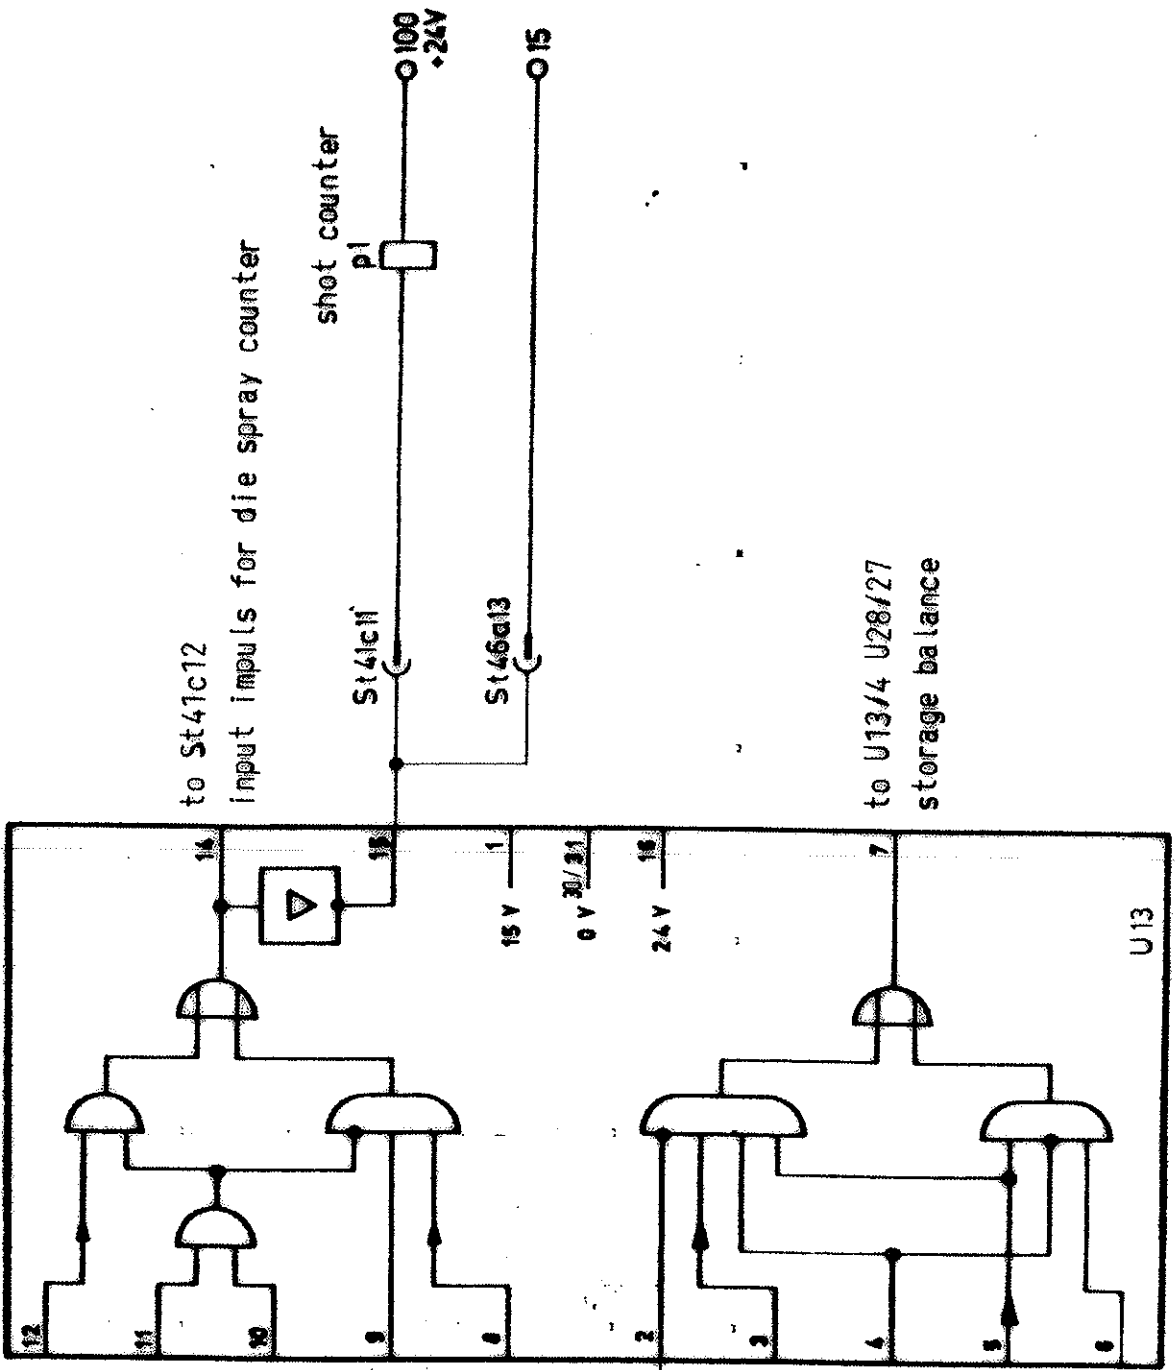 100
+24V
15
shot counter
p1
to St41c12
input impuls for die spray counter
St41c11
St46a13
to U13/4 U28/27
storage balance
14
15
1
30/31
16
7
15 V
0 V
24 V
U13
12
11
10
9
8
2
3
4
5
6